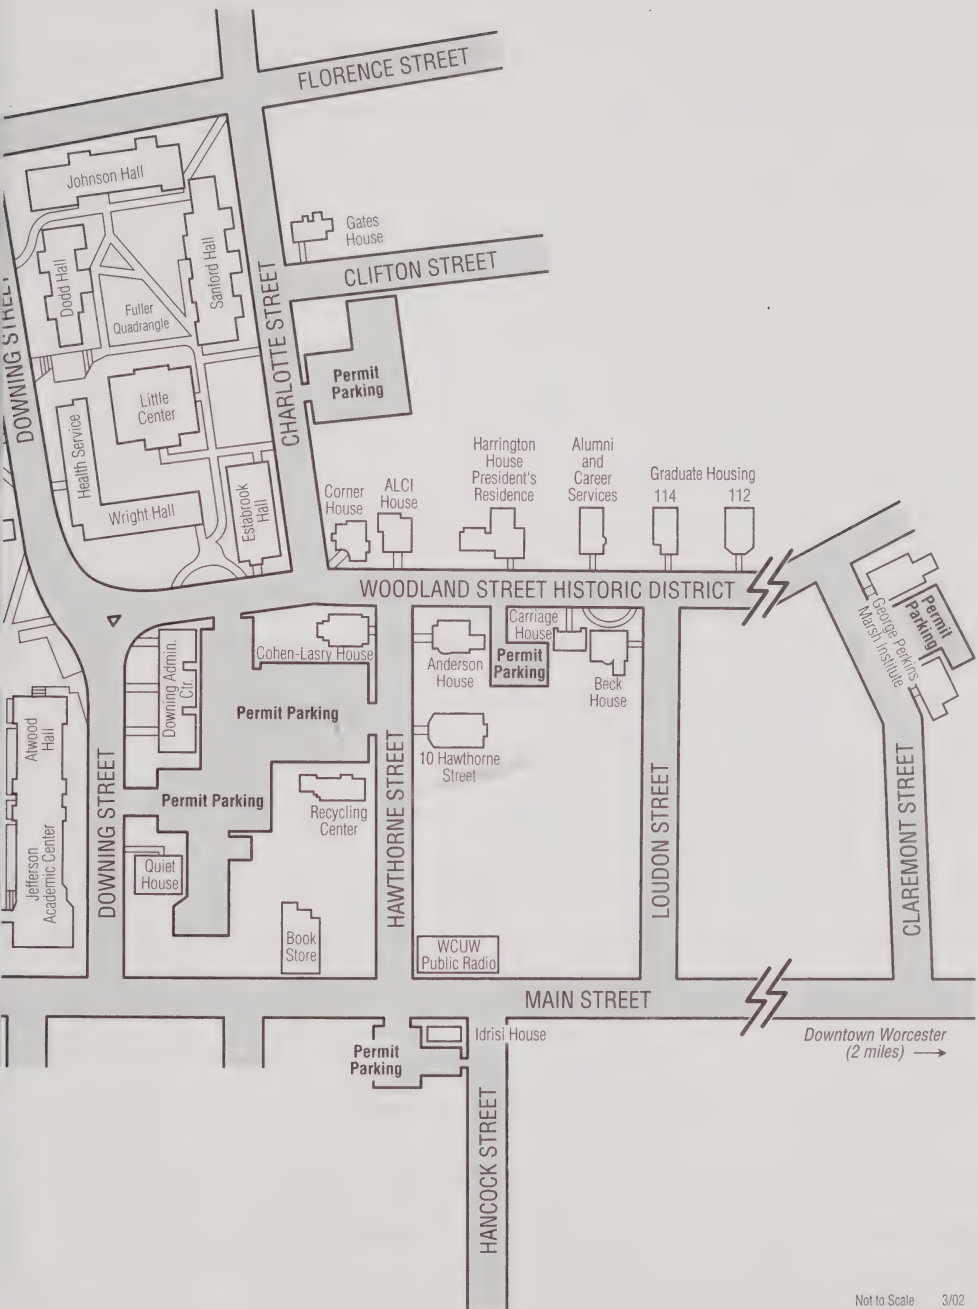 FLORENCE STREET
Johnson Hall
Gates
House
Dodd Hall
Sanford Hall
CLIFTON STREET
Fuller
Quadrangle
DOWNING STREET
CHARLOTTE STREET
Permit
Parking
Little
Center
Health Service
Wright Hall
Estabrook
Hall
Corner
House
ALCI
House
Harrington
House
President's
Residence
Alumni
and
Career
Services
Graduate Housing
114
112
WOODLAND STREET HISTORIC DISTRICT
George Perkins
Marsh Institute
Permit
Parking
Downing Admin.
Ctr.
Cohen-Lasry House
Anderson
House
Carriage
House
Permit
Parking
Beck
House
Permit Parking
Atwood
Hall
10 Hawthorne
Street
Permit Parking
Recycling
Center
DOWNING STREET
HAWTHORNE STREET
LOUDON STREET
CLAREMONT STREET
Quiet
House
Jefferson
Academic Center
Book
Store
WCUW
Public Radio
MAIN STREET
Idrisi House
Permit
Parking
Downtown Worcester
(2 miles) →
HANCOCK STREET
Not to Scale 3/02